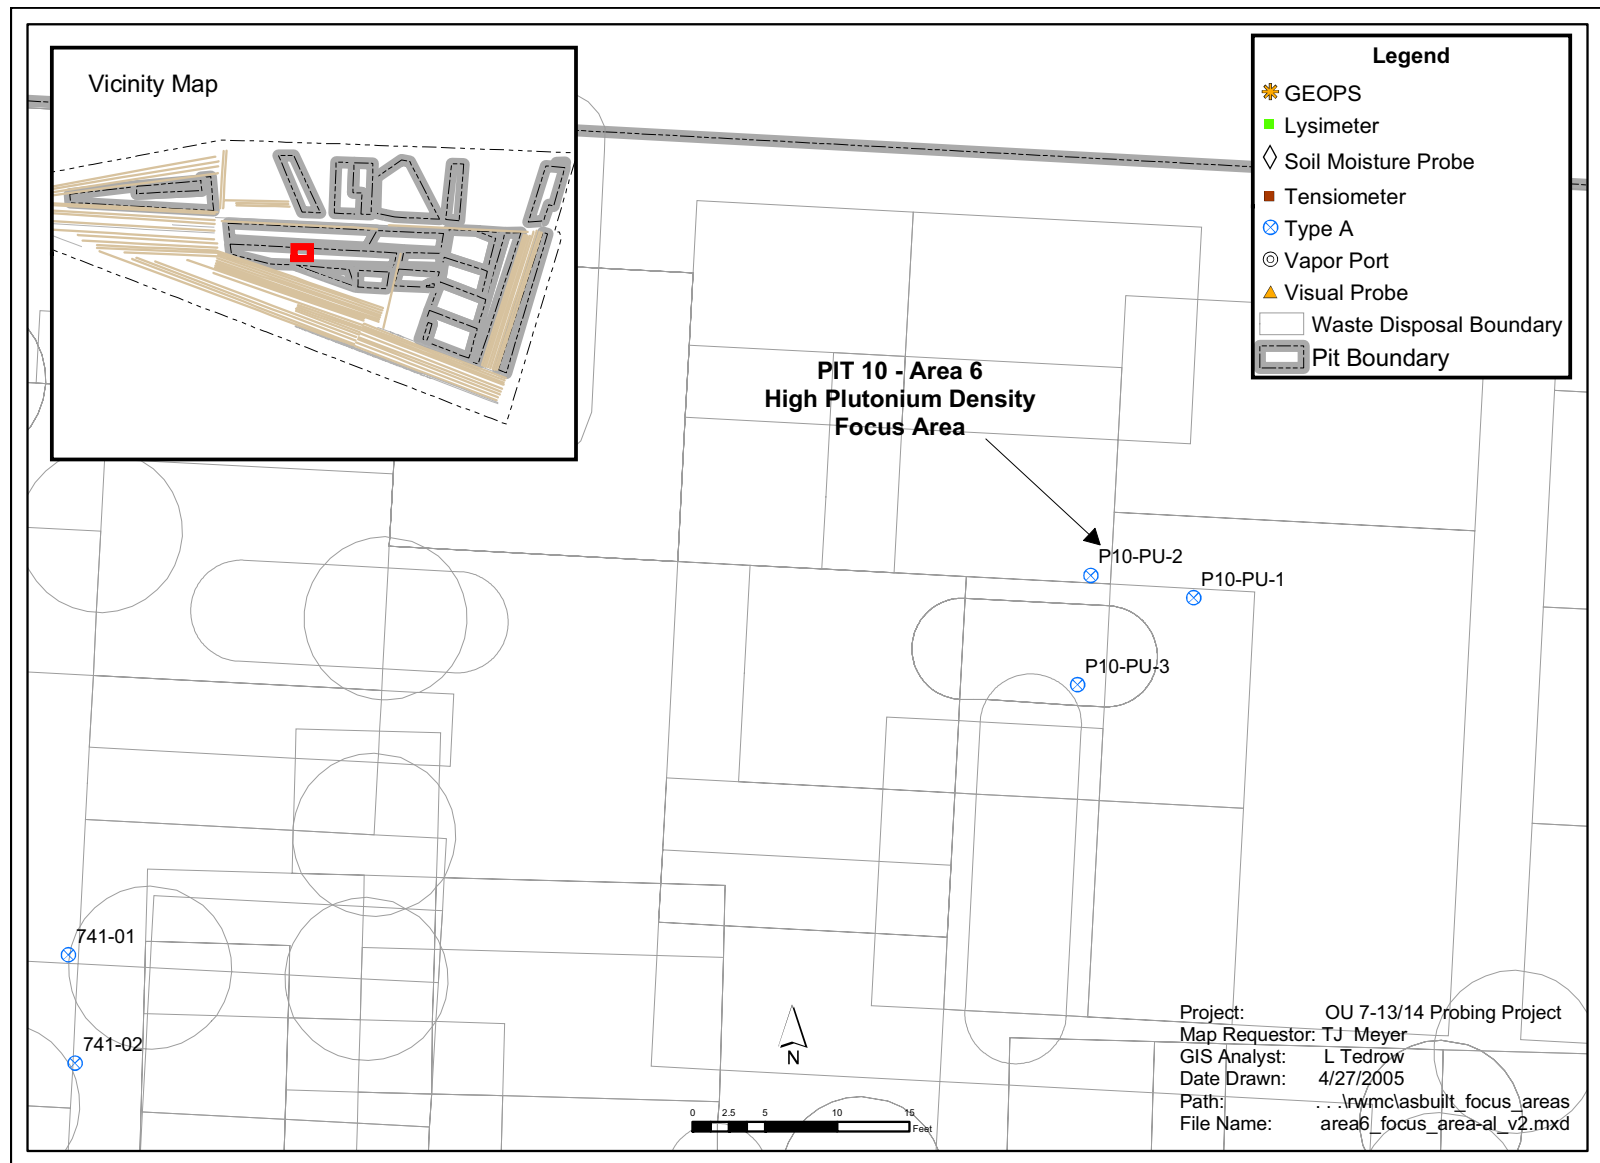 Vicinity Map
Legend
GEOPS
Lysimeter
Soil Moisture Probe
Tensiometer
Type A
Vapor Port
Visual Probe
Waste Disposal Boundary
Pit Boundary
PIT 10 - Area 6
High Plutonium Density
Focus Area
P10-PU-2
P10-PU-1
P10-PU-3
741-01
741-02
N
0 2.5 5 10 15
Feet
Project: OU 7-13/14 Probing Project
Map Requestor: TJ Meyer
GIS Analyst: L Tedrow
Date Drawn: 4/27/2005
Path: . . .\rwmc\asbuilt_focus_areas
File Name: area6_focus_area-al_v2.mxd